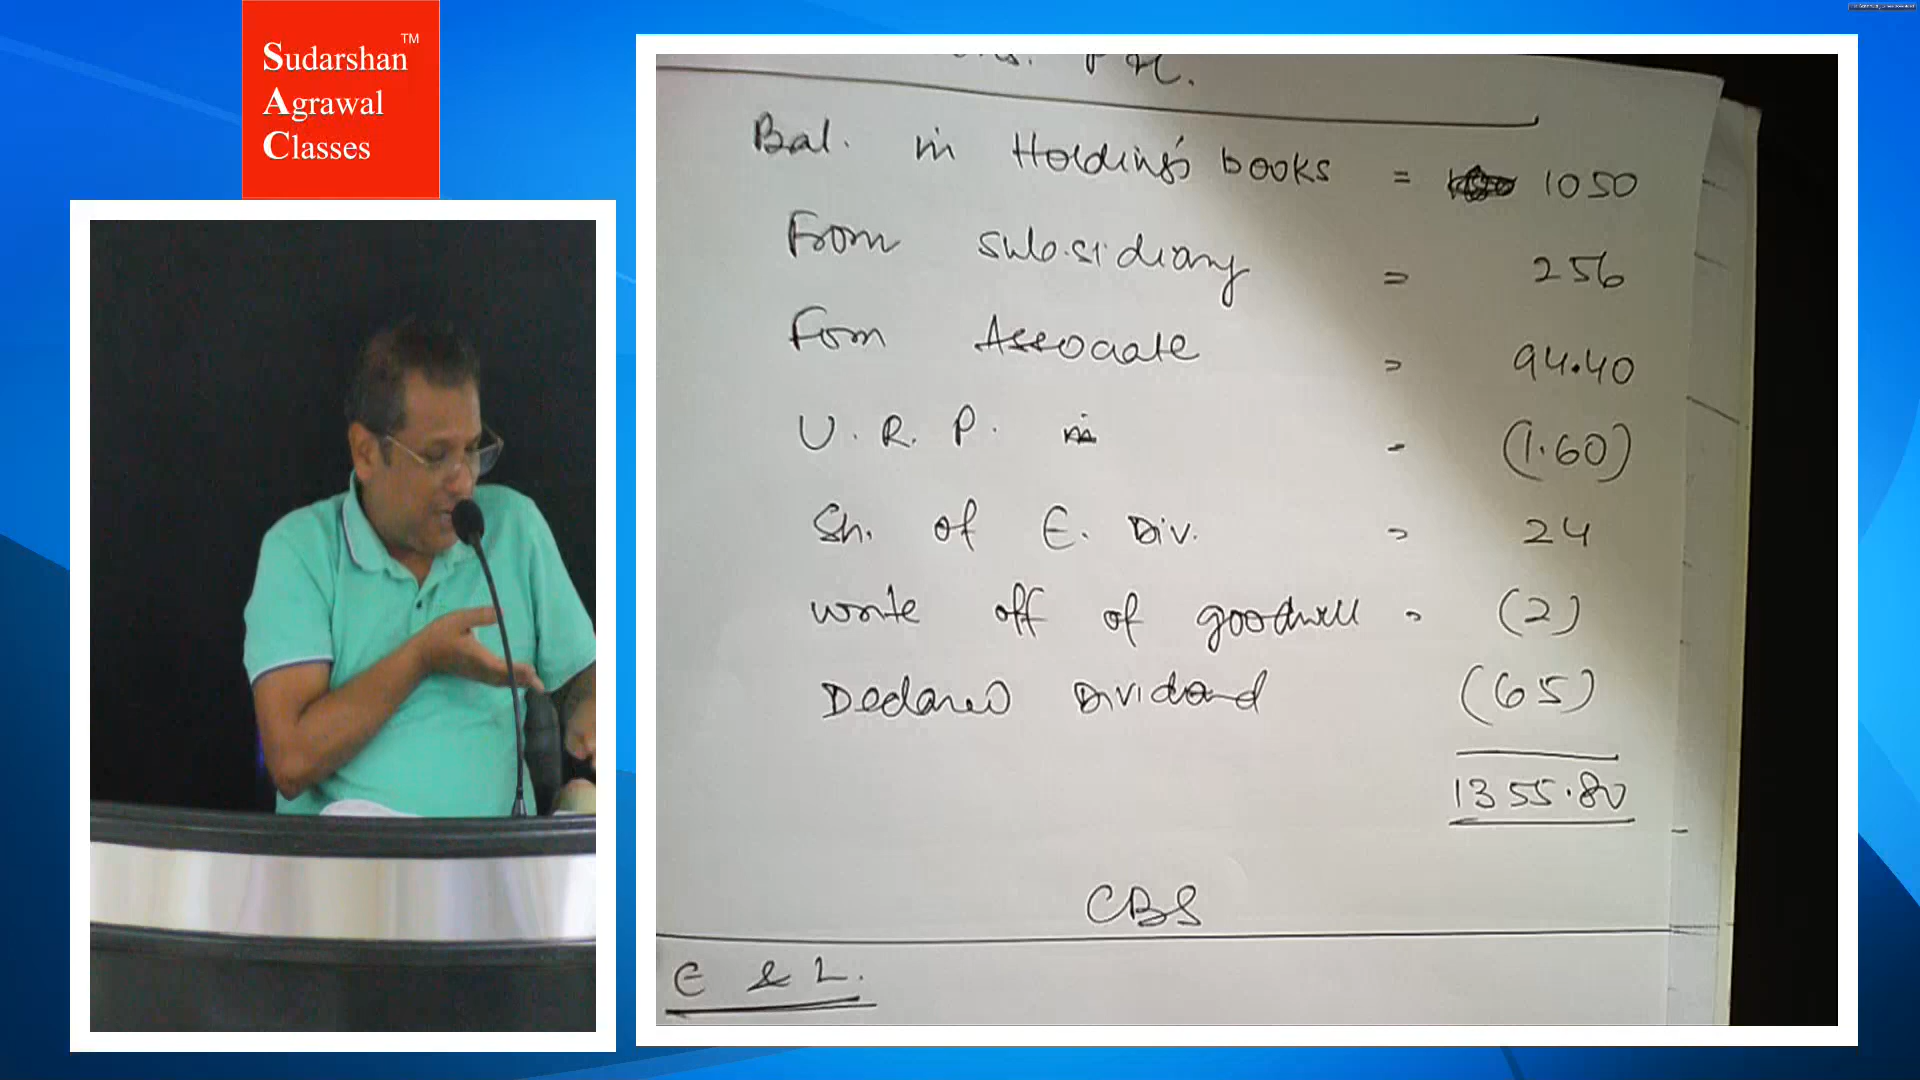 Sudarshan TM
Agrawal
Classes
P&L.
Bal. in Holding's books = 1050
From subsidiary = 256
From Associate = 94.40
U.R.P. in - (1.60)
Sh. of E. Div. = 24
write off of goodwill = (2)
Declared Dividend (65)
1355.80
CBS
E & L.